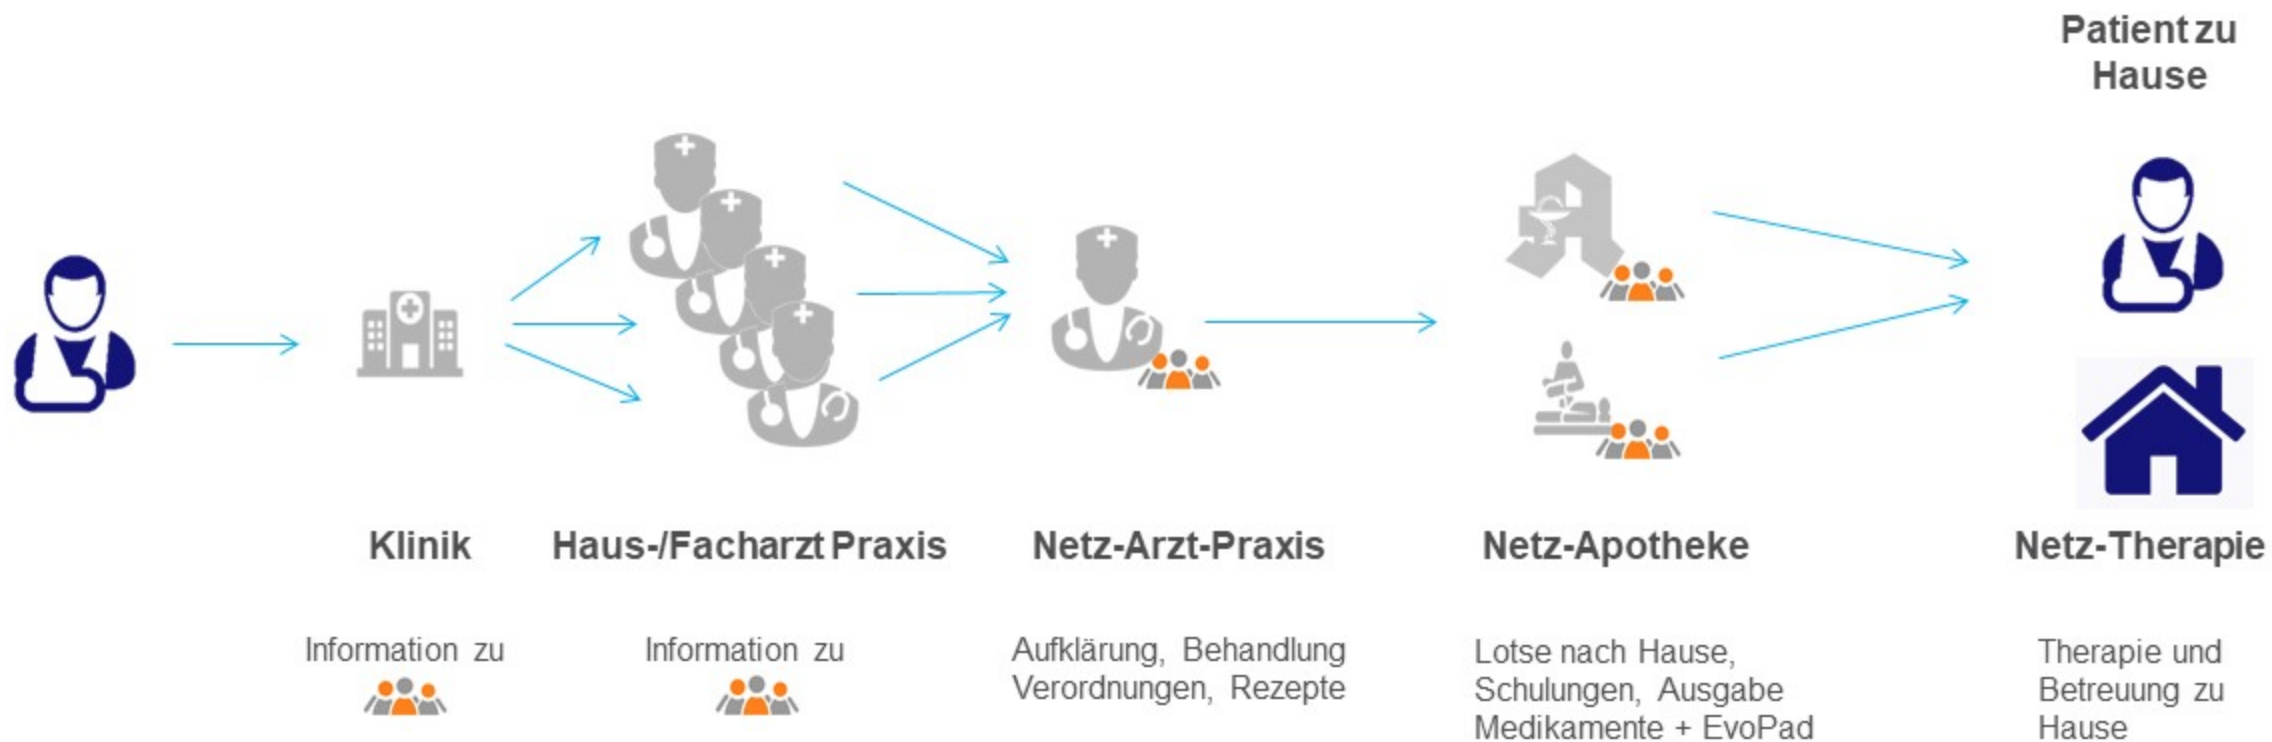 Patient zu
Hause
Klinik
Haus-/Facharzt Praxis
Netz-Arzt-Praxis
Netz-Apotheke
Netz-Therapie
Information zu
Information zu
Aufklärung, Behandlung
Verordnungen, Rezepte
Lotse nach Hause,
Schulungen, Ausgabe
Medikamente + EvoPad
Therapie und
Betreuung zu
Hause